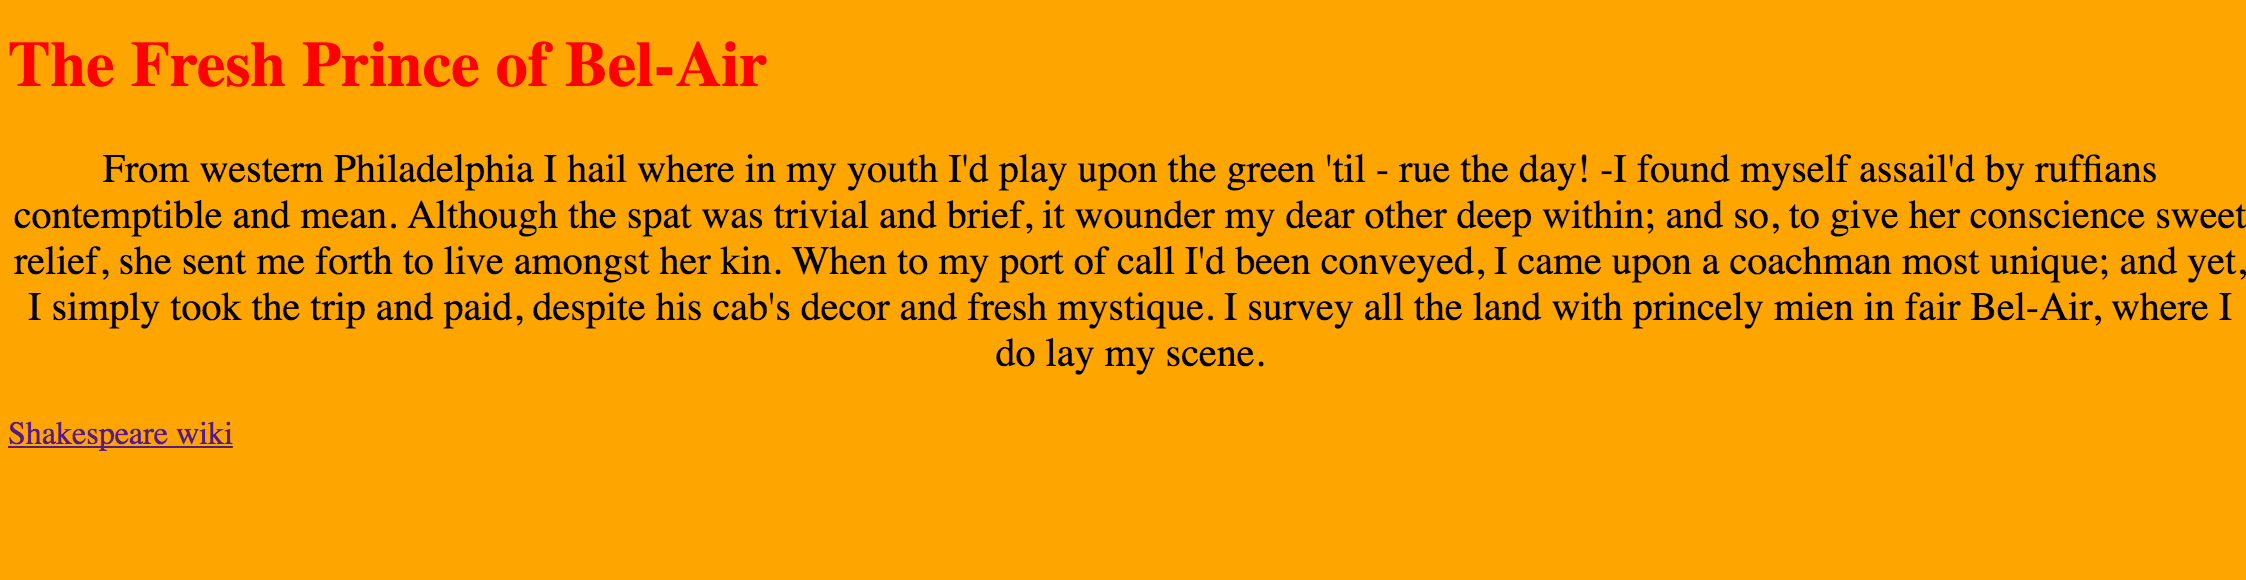 The Fresh Prince of Bel-Air
From western Philadelphia I hail where in my youth I'd play upon the green 'til - rue the day! -I found myself assail'd by ruffians
contemptible and mean. Although the spat was trivial and brief, it wounder my dear other deep within; and so, to give her conscience sweet
relief, she sent me forth to live amongst her kin. When to my port of call I'd been conveyed, I came upon a coachman most unique; and yet,
I simply took the trip and paid, despite his cab's decor and fresh mystique. I survey all the land with princely mien in fair Bel-Air, where I
do lay my scene.
Shakespeare wiki